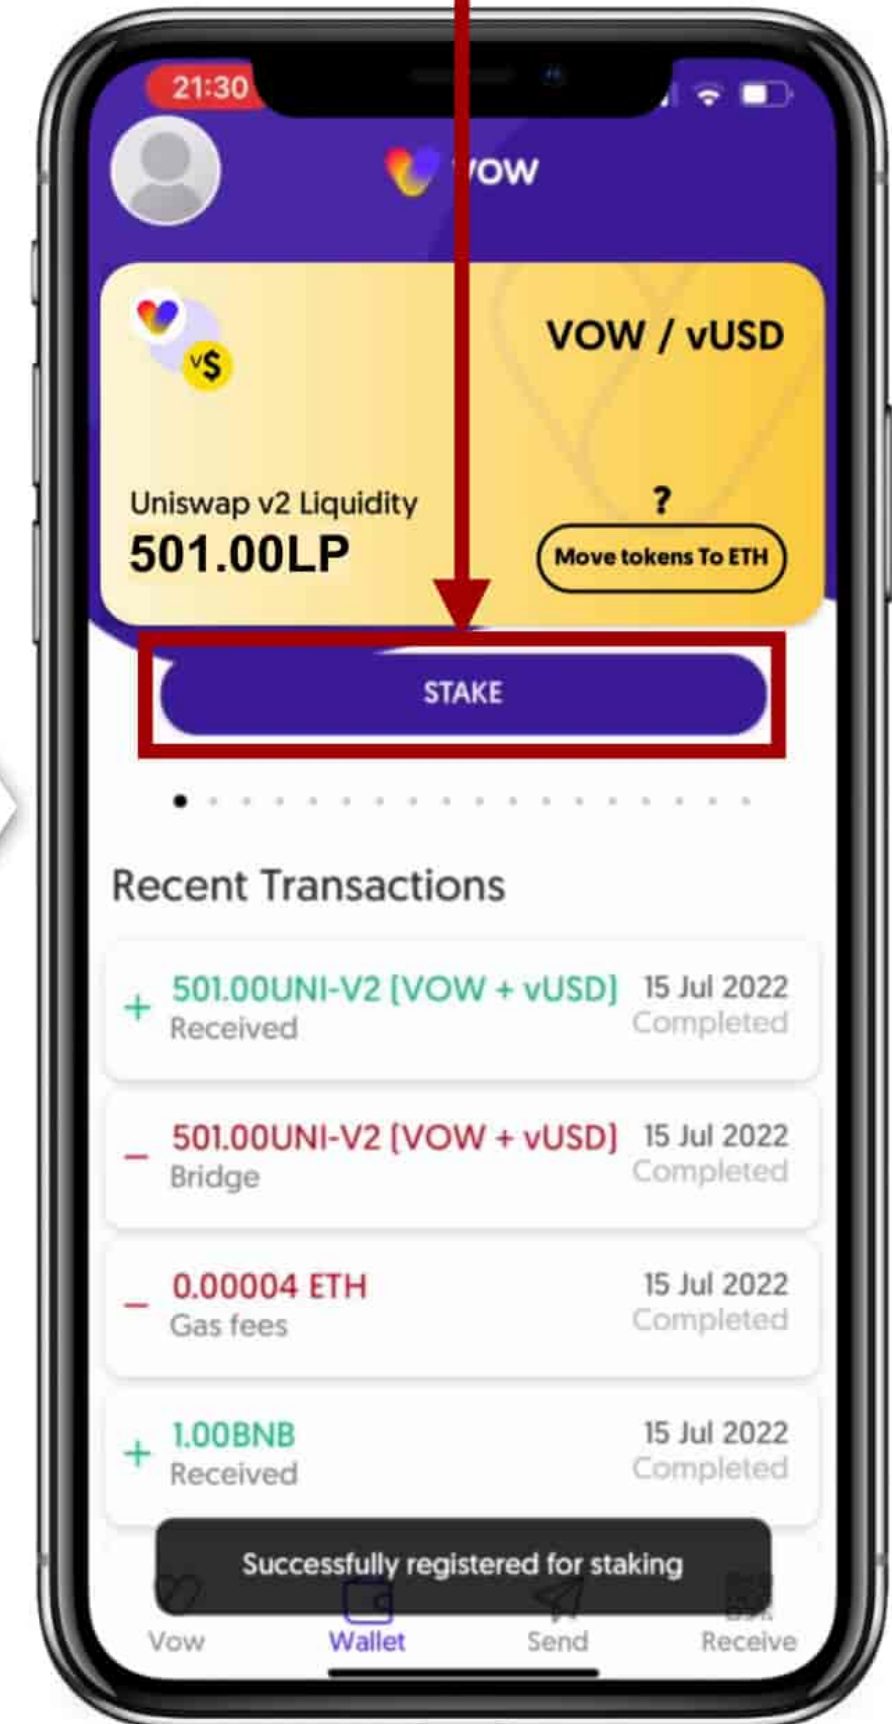 21:30
VOW
VOW / vUSD
v$
Uniswap v2 Liquidity
?
501.00LP
Move tokens To ETH
STAKE
Recent Transactions
501.00UNI-V2 [VOW + vUSD] 15 Jul 2022
Received Completed
501.00UNI-V2 [VOW + vUSD] 15 Jul 2022
Bridge Completed
0.00004 ETH 15 Jul 2022
Gas fees Completed
1.00BNB 15 Jul 2022
Received Completed
Successfully registered for staking
Vow Wallet Send Receive